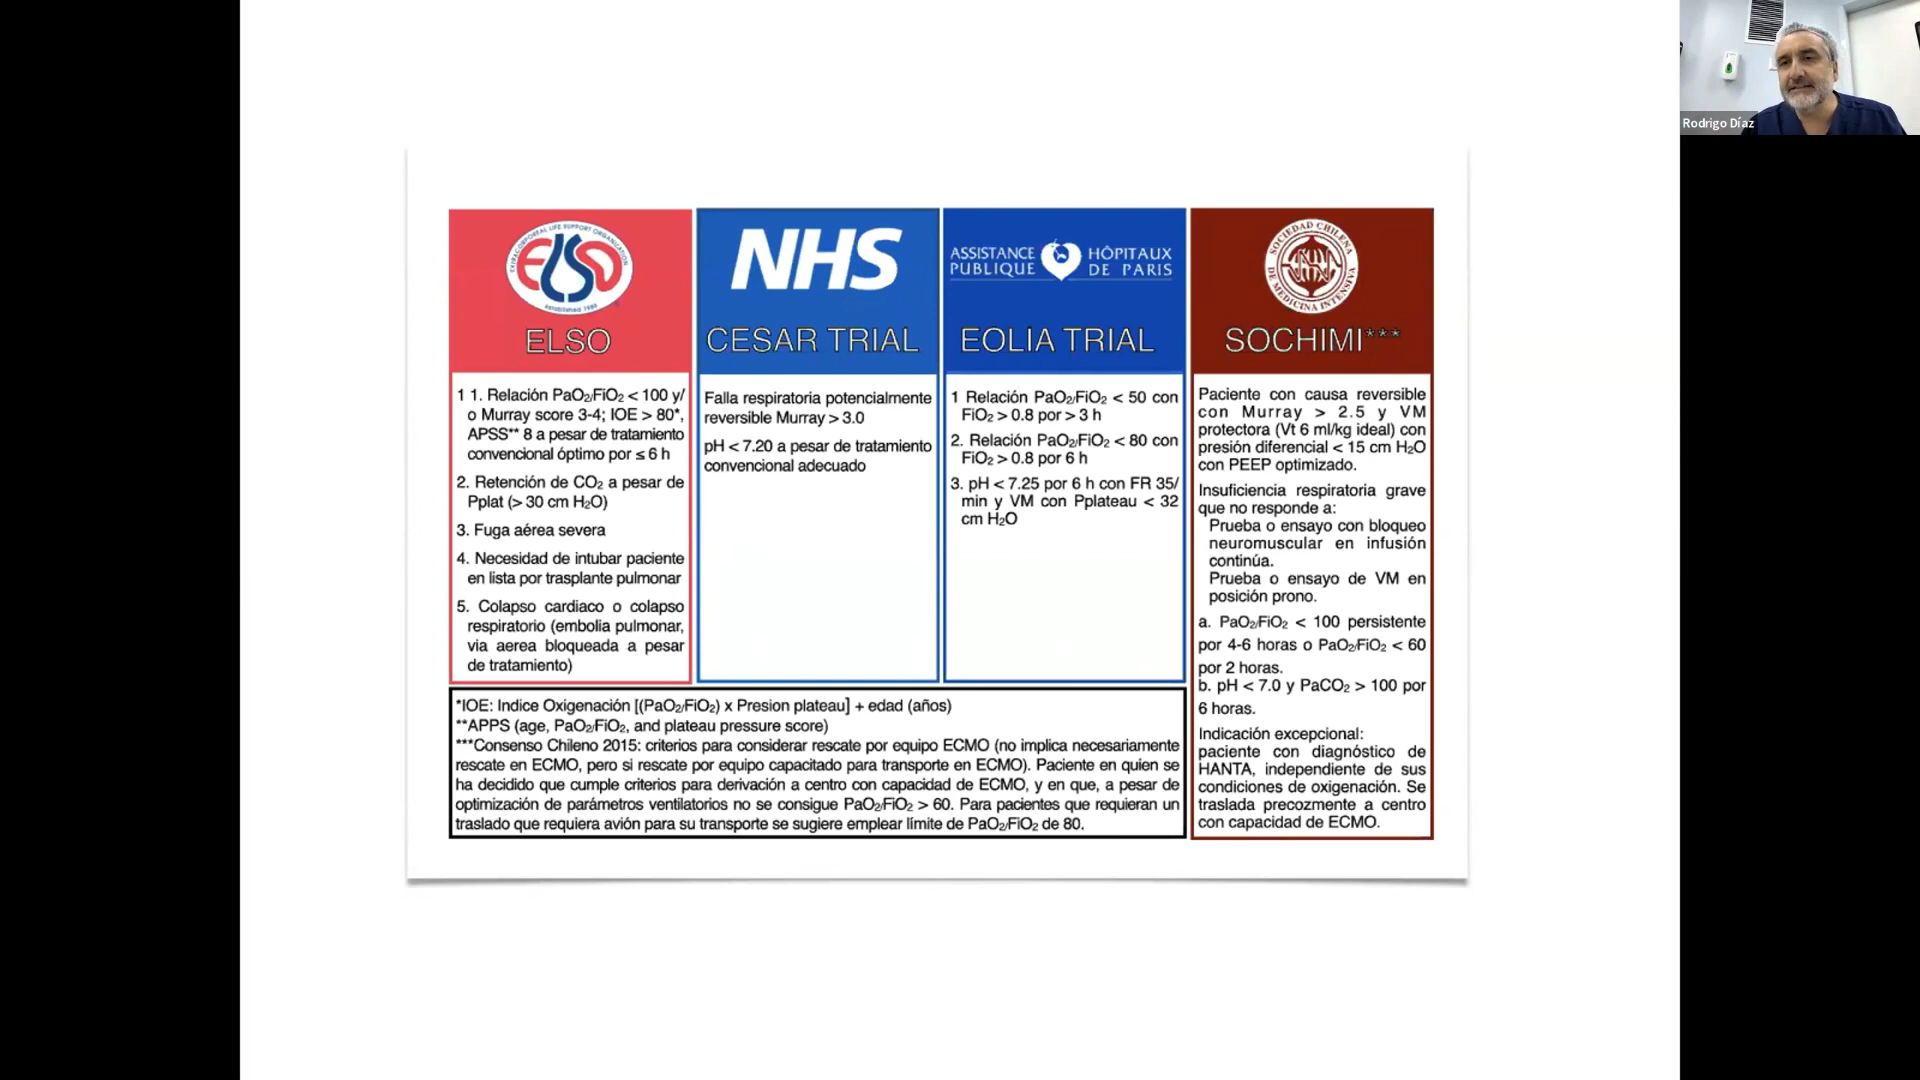 Rodrigo Díaz
EXTRACORPOREAL LIFE SUPPORT ORGANIZATION
ELSO
established 1989
ELSO
1 1. Relación PaO₂/FiO₂ < 100 y/
o Murray score 3-4; IOE > 80*,
APSS** 8 a pesar de tratamiento
convencional óptimo por ≤ 6 h
2. Retención de CO₂ a pesar de
Pplat (> 30 cm H₂O)
3. Fuga aérea severa
4. Necesidad de intubar paciente
en lista por trasplante pulmonar
5. Colapso cardiaco o colapso
respiratorio (embolia pulmonar,
via aerea bloqueada a pesar
de tratamiento)
NHS
CESAR TRIAL
Falla respiratoria potencialmente
reversible Murray > 3.0
pH < 7.20 a pesar de tratamiento
convencional adecuado
ASSISTANCE HÔPITAUX
PUBLIQUE DE PARIS
EOLIA TRIAL
1 Relación PaO₂/FiO₂ < 50 con
FiO₂ > 0.8 por > 3 h
2. Relación PaO₂/FiO₂ < 80 con
FiO₂ > 0.8 por 6 h
3. pH < 7.25 por 6 h con FR 35/
min y VM con Pplateau < 32
cm H₂O
SOCIEDAD CHILENA
DE MEDICINA INTENSIVA
SOCHIMI***
Paciente con causa reversible
con Murray > 2.5 y VM
protectora (Vt 6 ml/kg ideal) con
presión diferencial < 15 cm H₂O
con PEEP optimizado.
Insuficiencia respiratoria grave
que no responde a:
Prueba o ensayo con bloqueo
neuromuscular en infusión
continúa.
Prueba o ensayo de VM en
posición prono.
a. PaO₂/FiO₂ < 100 persistente
por 4-6 horas o PaO₂/FiO₂ < 60
por 2 horas.
b. pH < 7.0 y PaCO₂ > 100 por
6 horas.
Indicación excepcional:
paciente con diagnóstico de
HANTA, independiente de sus
condiciones de oxigenación. Se
traslada precozmente a centro
con capacidad de ECMO.
*IOE: Indice Oxigenación [(PaO₂/FiO₂) x Presion plateau] + edad (años)
**APPS (age, PaO₂/FiO₂, and plateau pressure score)
***Consenso Chileno 2015: criterios para considerar rescate por equipo ECMO (no implica necesariamente
rescate en ECMO, pero si rescate por equipo capacitado para transporte en ECMO). Paciente en quien se
ha decidido que cumple criterios para derivación a centro con capacidad de ECMO, y en que, a pesar de
optimización de parámetros ventilatorios no se consigue PaO₂/FiO₂ > 60. Para pacientes que requieran un
traslado que requiera avión para su transporte se sugiere emplear límite de PaO₂/FiO₂ de 80.